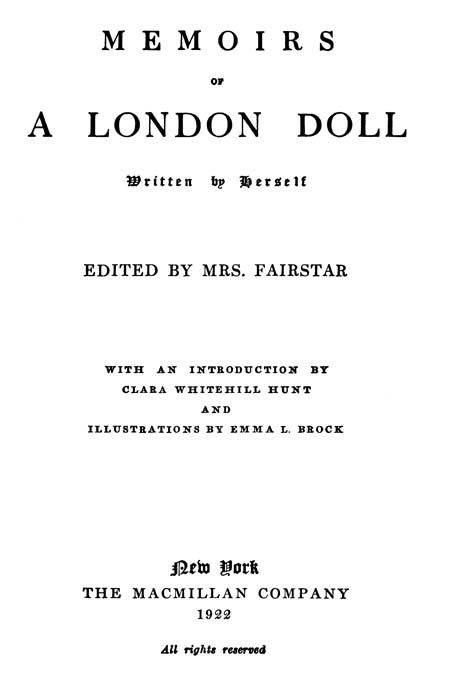 MEMOIRS
OF
A LONDON DOLL
Written by Herself
EDITED BY MRS. FAIRSTAR
WITH AN INTRODUCTION BY
CLARA WHITEHILL HUNT
AND
ILLUSTRATIONS BY EMMA L. BROCK
New York
THE MACMILLAN COMPANY
1922
All rights reserved